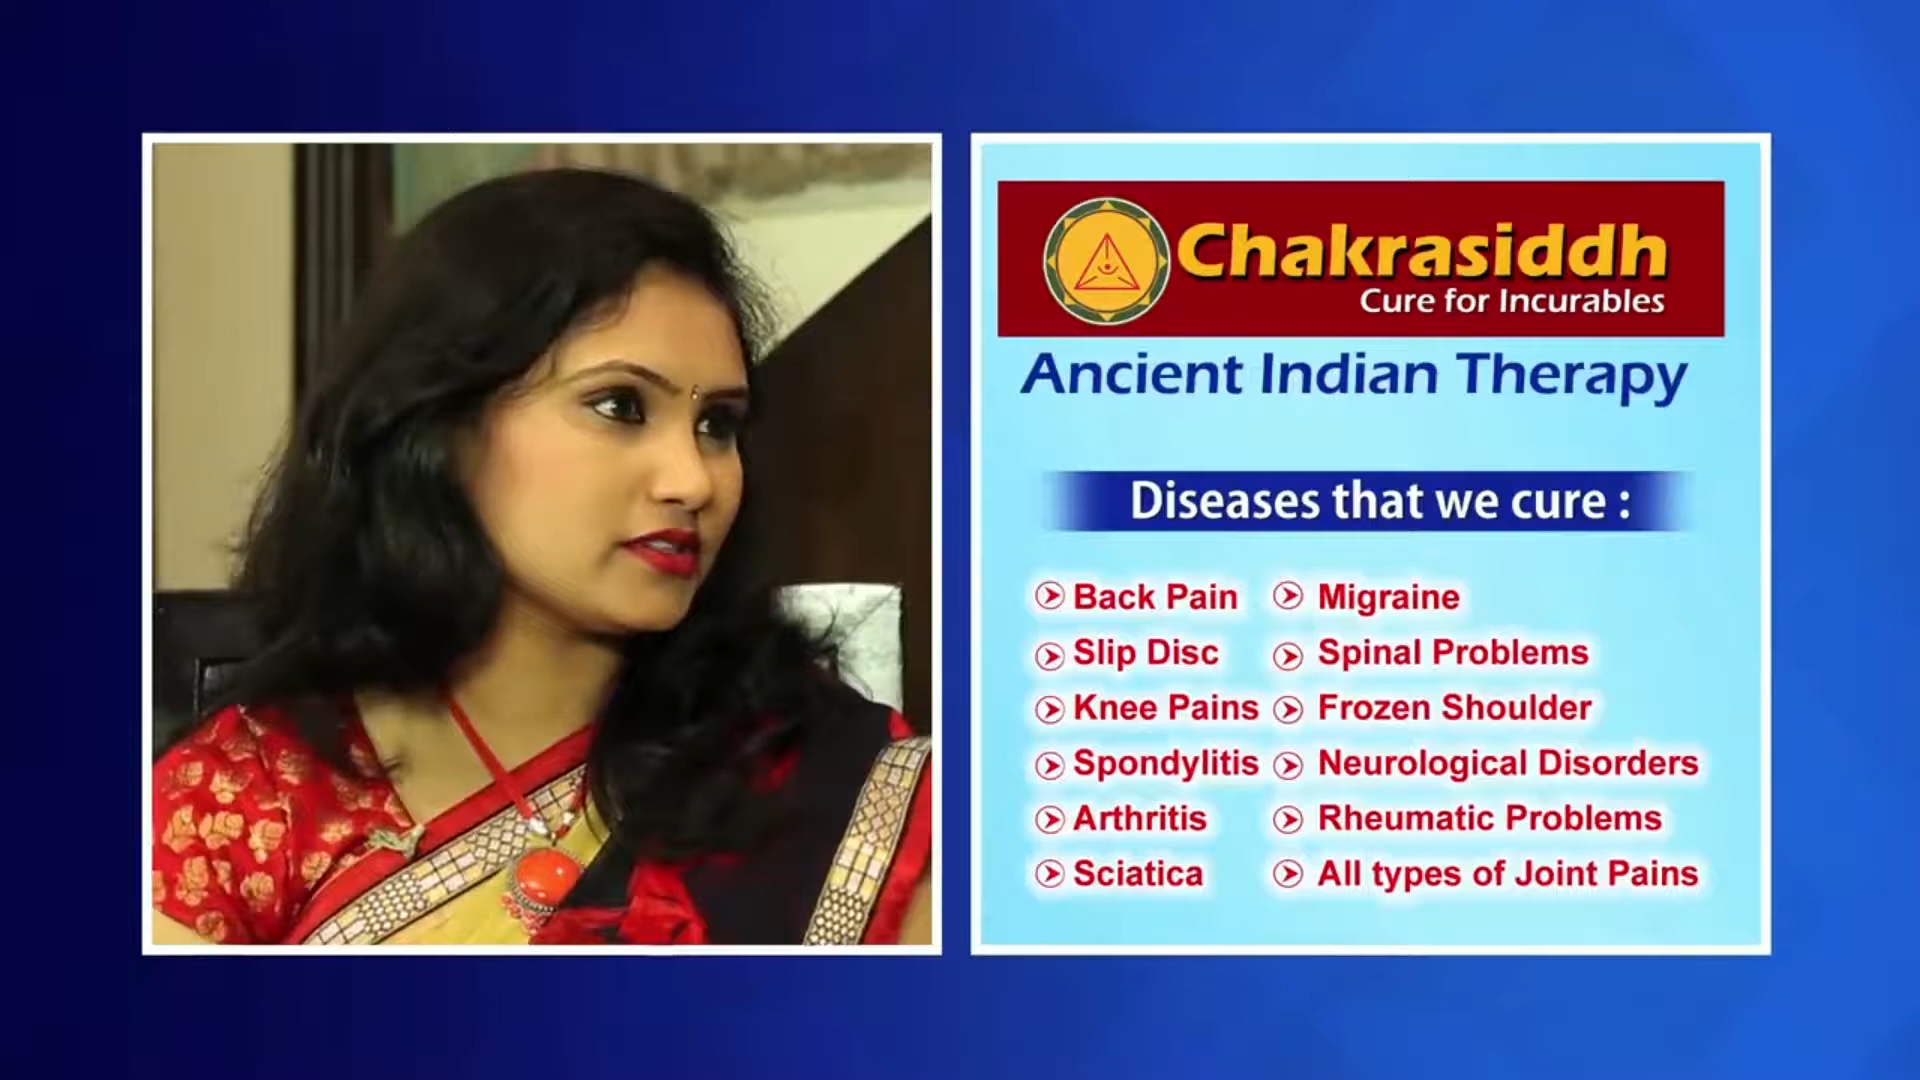 Chakrasiddh
Cure for Incurables
Ancient Indian Therapy
Diseases that we cure :
Back Pain
Slip Disc
Knee Pains
Spondylitis
Arthritis
Sciatica
Migraine
Spinal Problems
Frozen Shoulder
Neurological Disorders
Rheumatic Problems
All types of Joint Pains